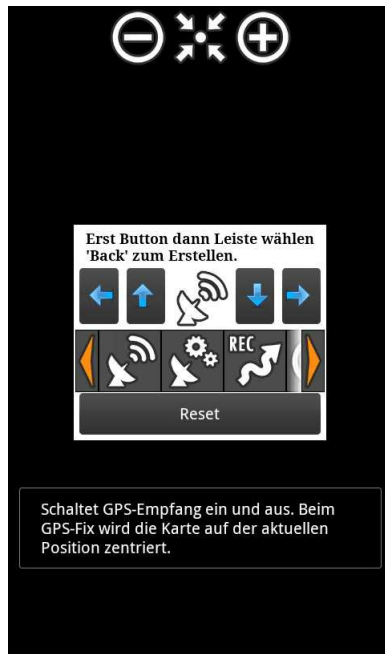 Erst Button dann Leiste wählen
'Back' zum Erstellen.
REC
Reset
Schaltet GPS-Empfang ein und aus. Beim
GPS-Fix wird die Karte auf der aktuellen
Position zentriert.